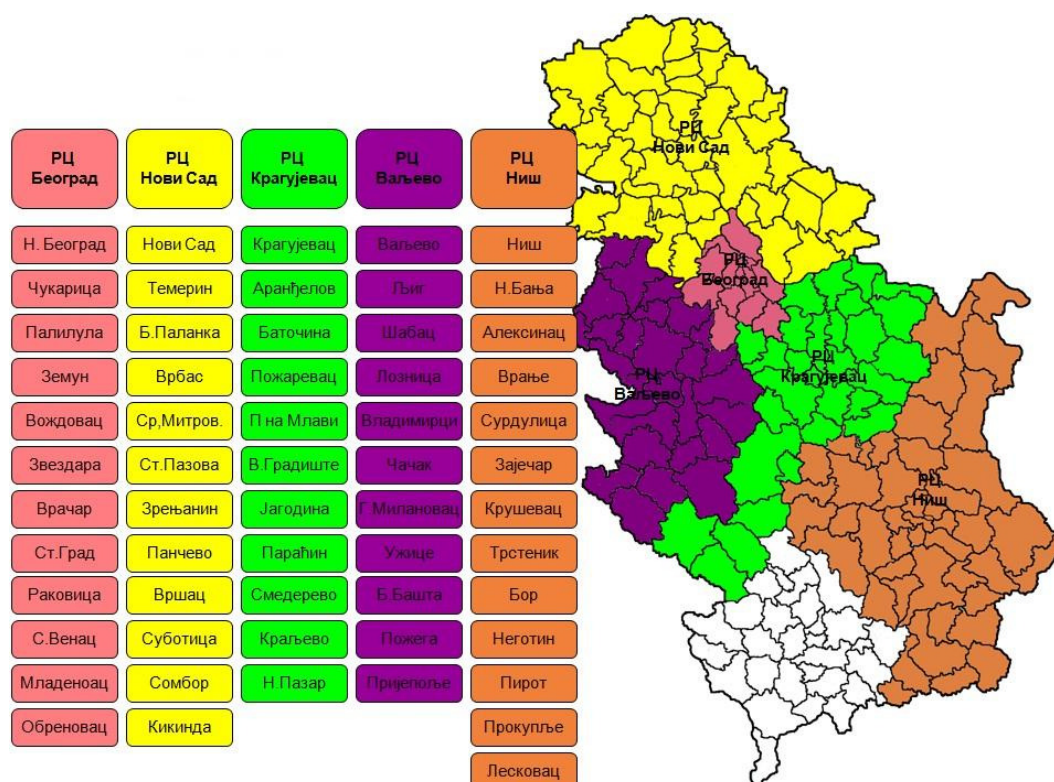 РЦ
Београд
РЦ
Нови Сад
РЦ
Крагујевац
РЦ
Ваљево
РЦ
Ниш
Н. Београд
Нови Сад
Крагујевац
Ваљево
Ниш
Чукарица
Темерин
Аранђелов
Љиг
Н.Бања
Палилула
Б.Паланка
Баточина
Шабац
Алексинац
Земун
Врбас
Пожаревац
Лозница
Врање
Вождовац
Ср,Митров.
П на Млави
Владимирци
Сурдулица
Звездара
Ст.Пазова
В.Градиште
Чачак
Зајечар
Врачар
Зрењанин
Јагодина
Г.Милановац
Крушевац
Ст.Град
Панчево
Параћин
Ужице
Трстеник
Раковица
Вршац
Смедерево
Б.Башта
Бор
С.Венац
Суботица
Краљево
Пожега
Неготин
Младеноац
Сомбор
Н.Пазар
Пријепоље
Пирот
Обреновац
Кикинда
Прокупље
Лесковац
РЦ
Нови Сад
РЦ
Београд
РЦ
Крагујевац
РЦ
Ваљево
РЦ
Ниш